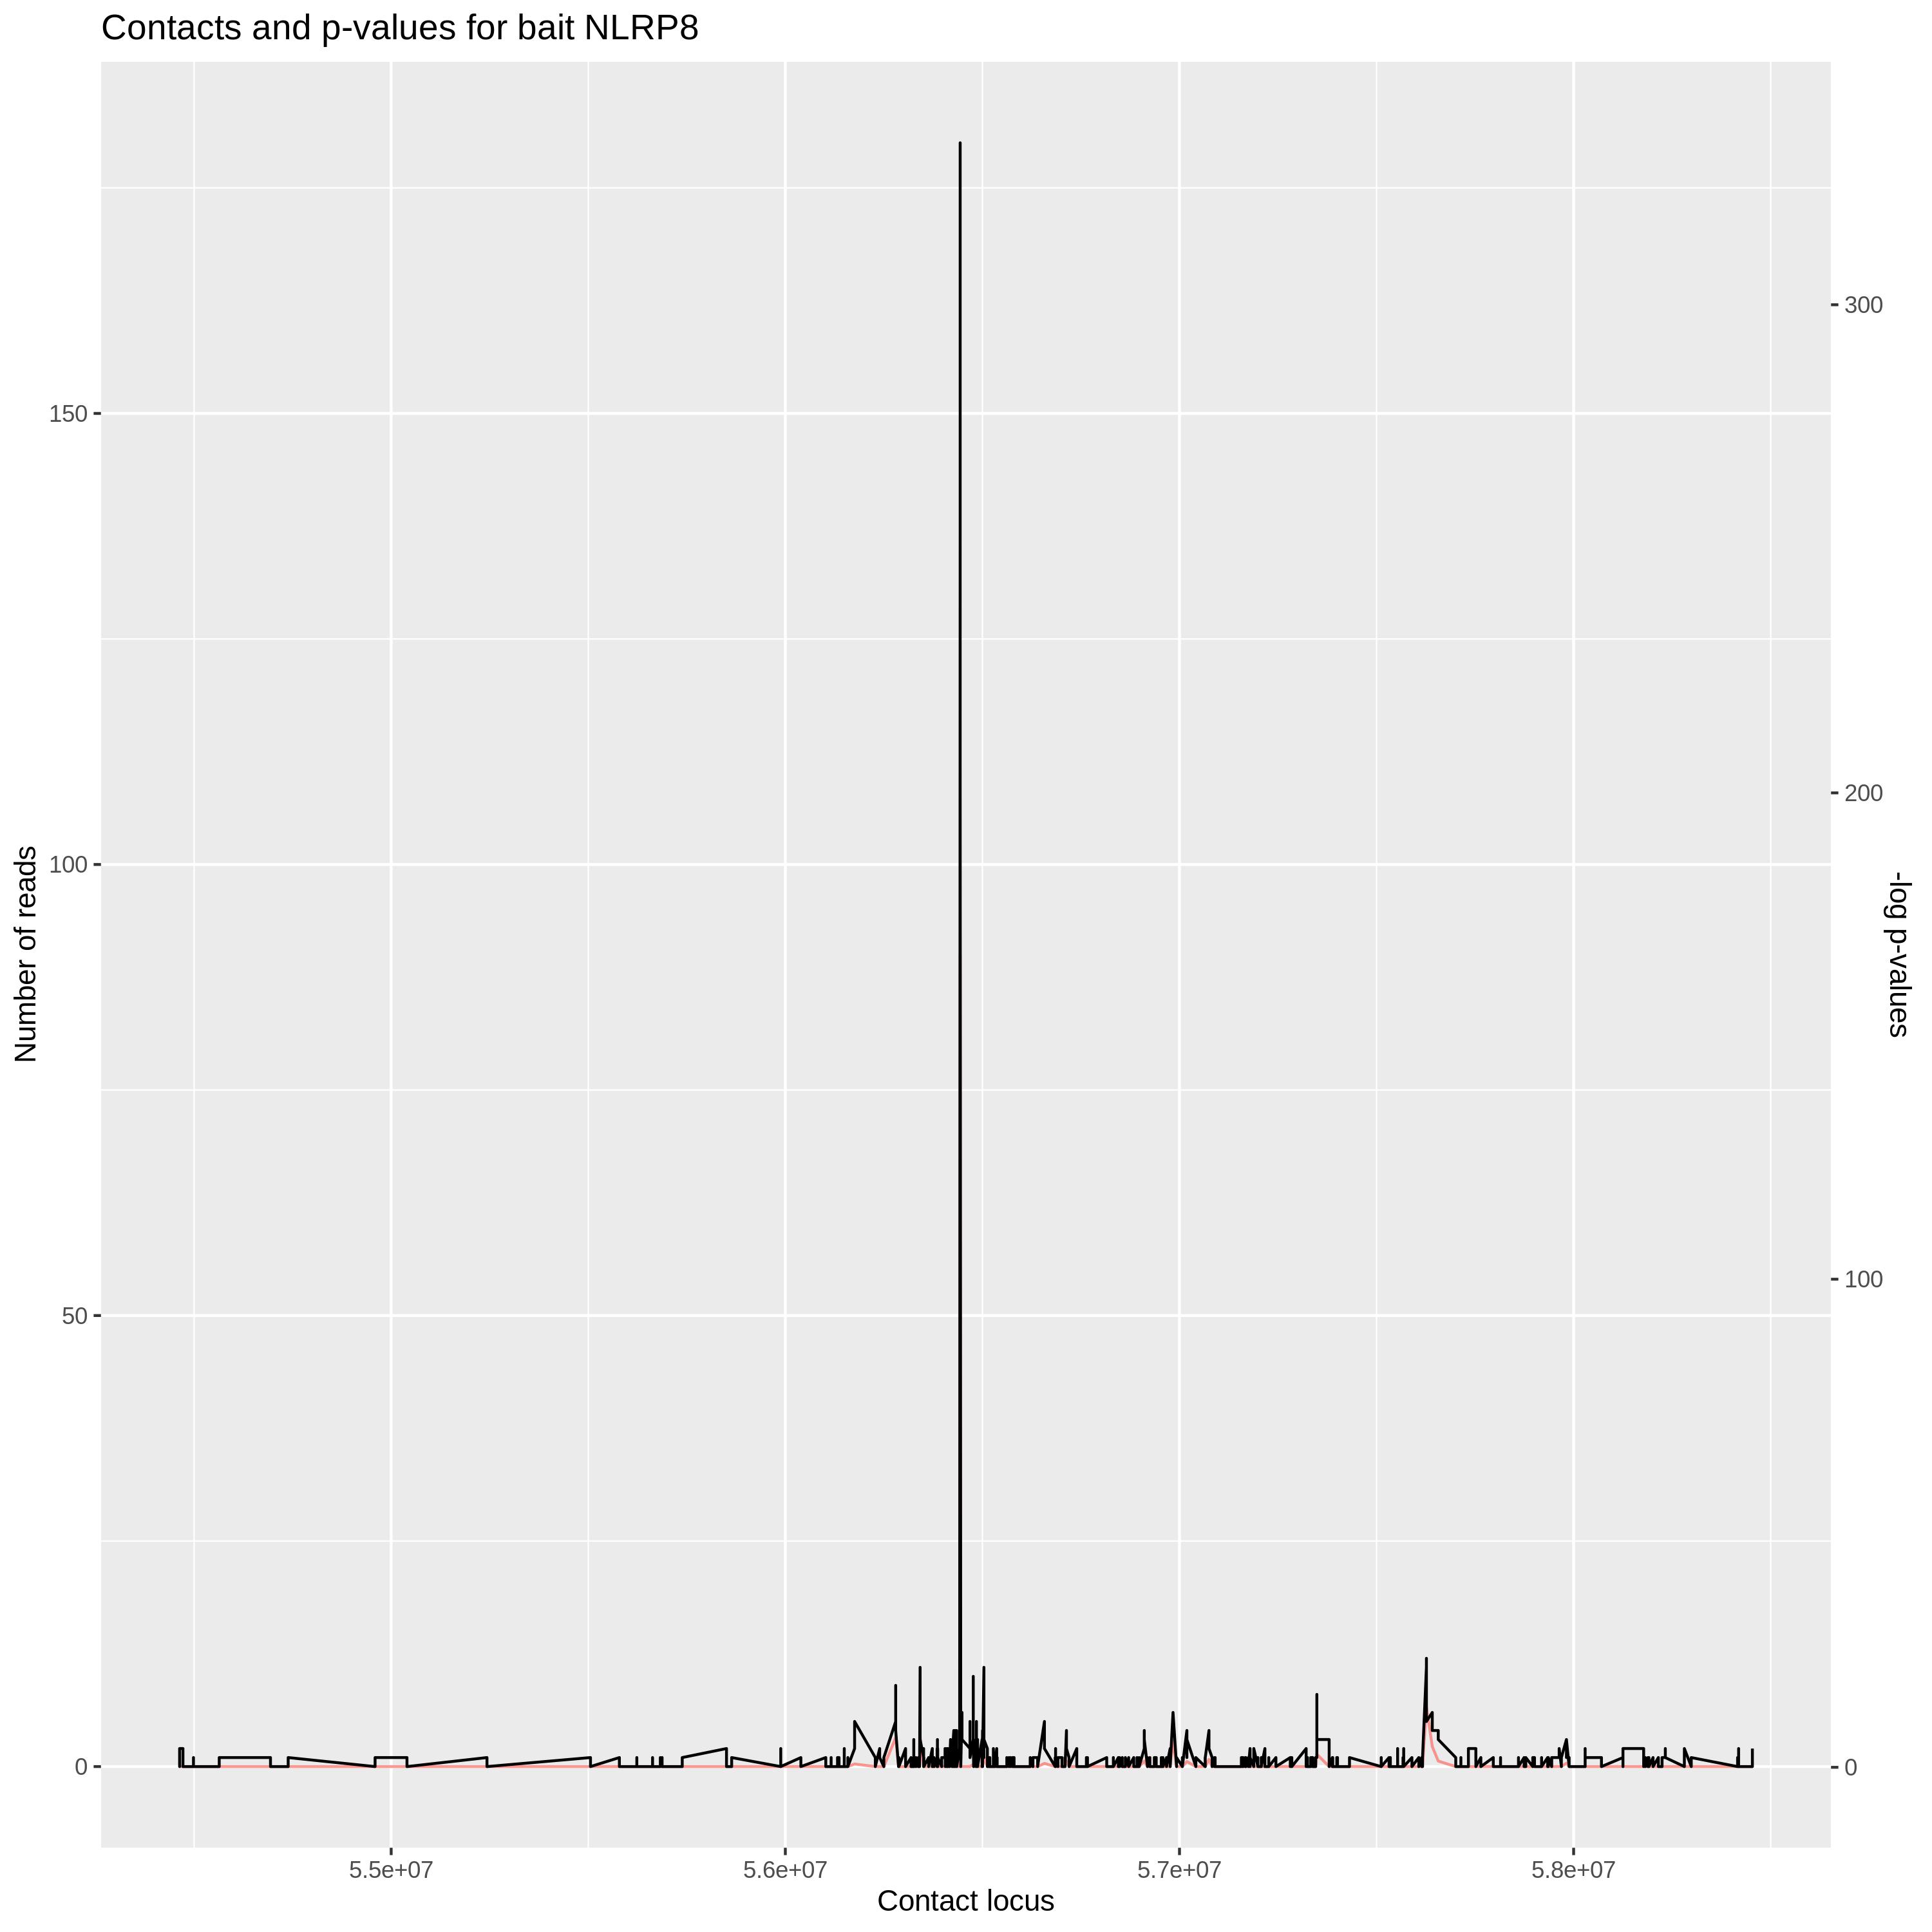 Contacts and p-values for bait NLRP8
Number of reads
150
100
50
0
300
200
100
0
-log p-values
5.5e+07
5.6e+07
5.7e+07
5.8e+07
Contact locus